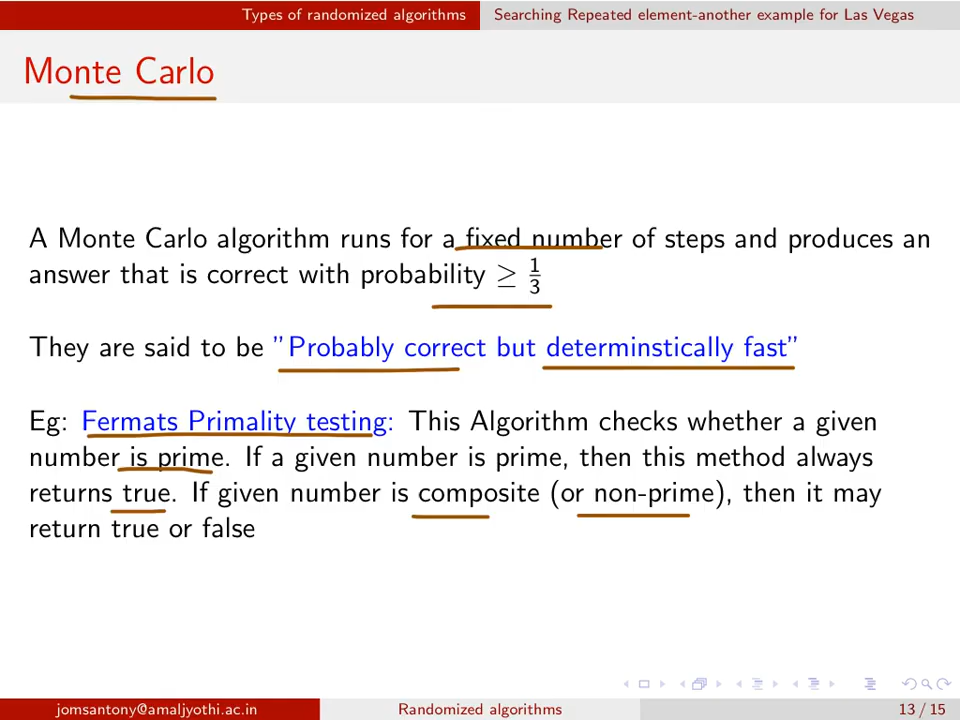 Types of randomized algorithms Searching Repeated element-another example for Las Vegas
Monte Carlo
A Monte Carlo algorithm runs for a fixed number of steps and produces an
answer that is correct with probability ≥ 1/3
They are said to be ”Probably correct but determinstically fast”
Eg: Fermats Primality testing: This Algorithm checks whether a given
number is prime. If a given number is prime, then this method always
returns true. If given number is composite (or non-prime), then it may
return true or false
jomsantony@amaljyothi.ac.in Randomized algorithms 13 / 15